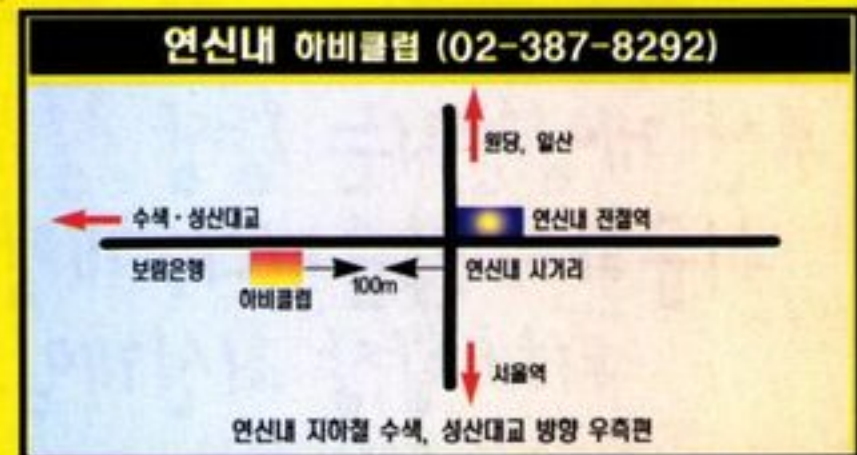 연신내 하비클럽 (02-387-8292)
원당, 일산
수색·성산대교
연신내 전철역
보람은행
하비클럽
100m
연신내 사거리
서울역
연신내 지하철 수색, 성산대교 방향 우측편